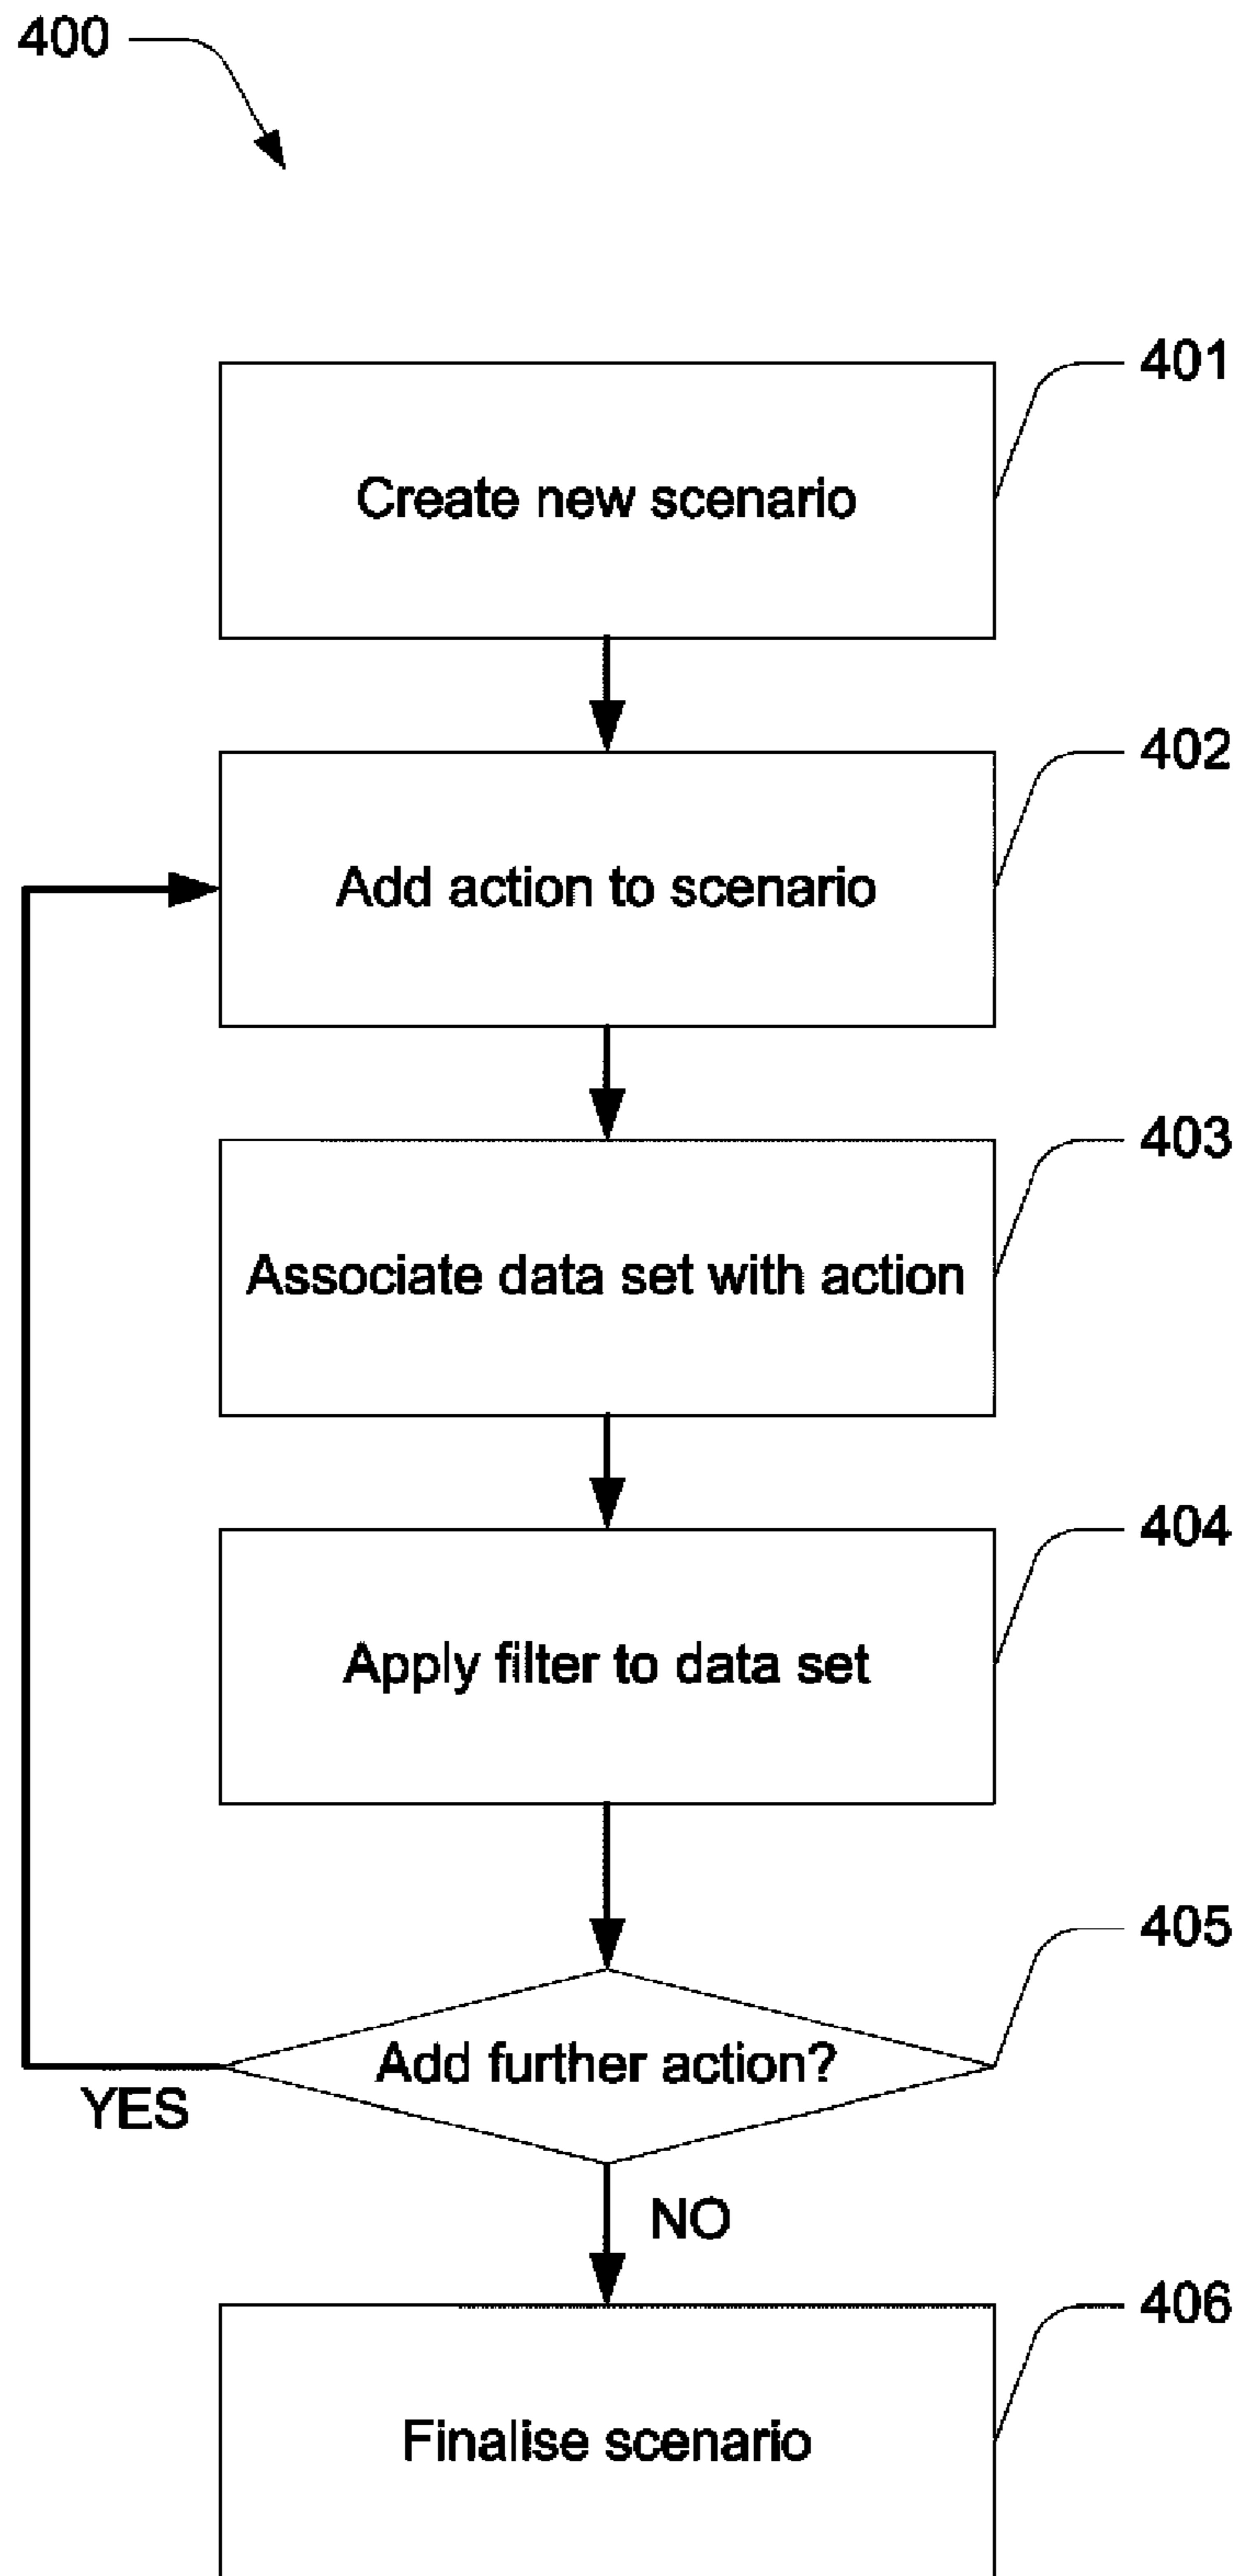 400
401
Create new scenario
402
Add action to scenario
403
Associate data set with action
404
Apply filter to data set
405
Add further action?
YES
NO
406
Finalise scenario